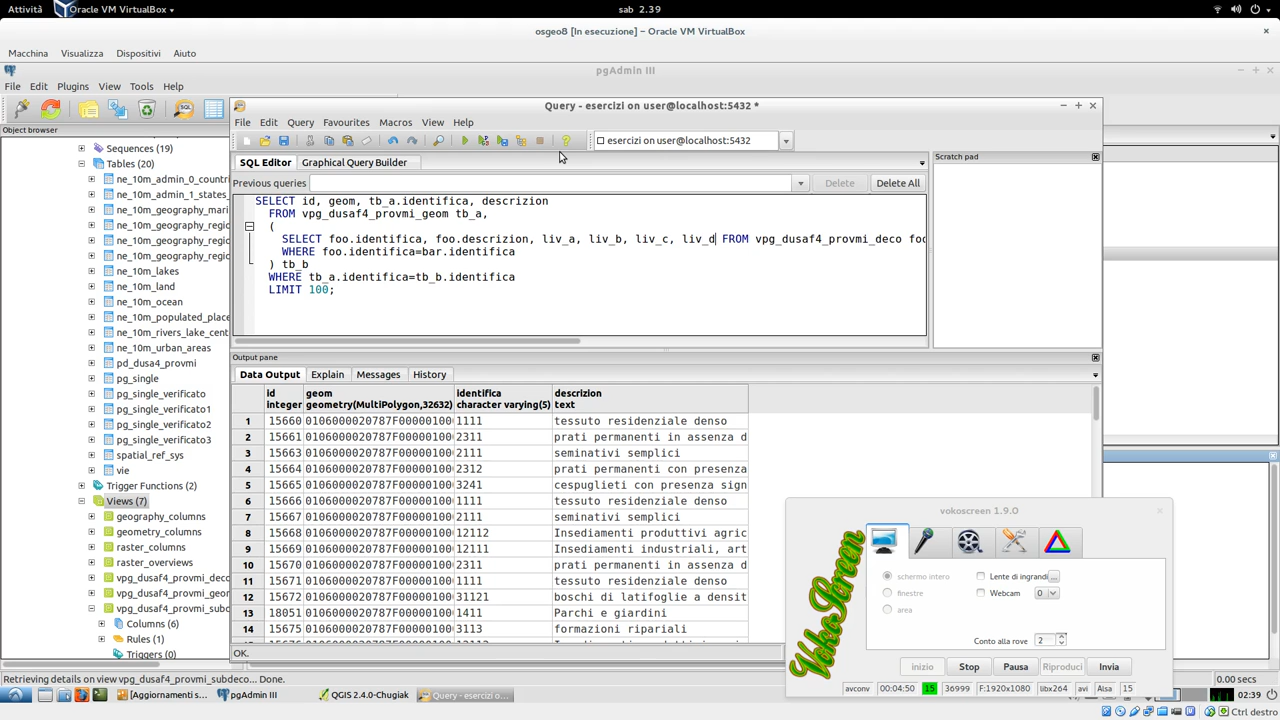 Attività
Oracle VM VirtualBox
sab 2.39
osgeo8 [In esecuzione] – Oracle VM VirtualBox
Macchina Visualizza Dispositivi Aiuto
pgAdmin III
File Edit Plugins View Tools Help
Object browser
Sequences (19)
Tables (20)
ne_10m_admin_0_countr
ne_10m_admin_1_states_
ne_10m_geography_mari
ne_10m_geography_regio
ne_10m_geography_regio
ne_10m_geography_regio
ne_10m_lakes
ne_10m_land
ne_10m_ocean
ne_10m_populated_place
ne_10m_rivers_lake_cent
ne_10m_urban_areas
pd_dusa4_provmi
pg_single
pg_single_verificato
pg_single_verificato1
pg_single_verificato2
pg_single_verificato3
spatial_ref_sys
vie
Trigger Functions (2)
Views (7)
geography_columns
geometry_columns
raster_columns
raster_overviews
vpg_dusaf4_provmi_deco
vpg_dusaf4_provmi_geor
vpg_dusaf4_provmi_subd
Columns (6)
Rules (1)
Triggers (0)
Retrieving details on view vpg_dusaf4_provmi_subdeco... Done.
0.00 secs
Query - esercizi on user@localhost:5432 *
File Edit Query Favourites Macros View Help
esercizi on user@localhost:5432
SQL Editor Graphical Query Builder
Previous queries
Delete Delete All
Scratch pad
SELECT id, geom, tb_a.identifica, descrizion
FROM vpg_dusaf4_provmi_geom tb_a,
(
SELECT foo.identifica, foo.descrizion, liv_a, liv_b, liv_c, liv_d FROM vpg_dusaf4_provmi_deco foo
WHERE foo.identifica=bar.identifica
) tb_b
WHERE tb_a.identifica=tb_b.identifica
LIMIT 100;
Output pane
Data Output Explain Messages History
id geom identifica descrizion
integer geometry(MultiPolygon,32632) character varying(5) text
1 15660 0106000020787F00000100 1111 tessuto residenziale denso
2 15661 0106000020787F00000100 2311 prati permanenti in assenza d
3 15663 0106000020787F00000100 2111 seminativi semplici
4 15664 0106000020787F00000100 2312 prati permanenti con presenza
5 15665 0106000020787F00000100 3241 cespuglieti con presenza sign
6 15666 0106000020787F00000100 1111 tessuto residenziale denso
7 15667 0106000020787F00000100 2111 seminativi semplici
8 15668 0106000020787F00000100 12112 Insediamenti produttivi agric
9 15669 0106000020787F00000100 12111 Insediamenti industriali, art
10 15670 0106000020787F00000100 2311 prati permanenti in assenza d
11 15671 0106000020787F00000100 1111 tessuto residenziale denso
12 15672 0106000020787F00000100 31121 boschi di latifoglie a densit
13 18051 0106000020787F00000100 1411 Parchi e giardini
14 15675 0106000020787F00000100 3113 formazioni ripariali
OK.
vokoscreen 1.9.0
VokoScreen
schermo intero
finestre
area
Lente di ingrandi ...
Webcam 0
Conto alla rove 2
inizio Stop Pausa Riproduci Invia
avconv 00:04:50 15 36999 F:1920x1080 libx264 avi Alsa 15
[Aggiornamenti s...
pgAdmin III
QGIS 2.4.0-Chugiak
Query - esercizi o...
02:39
Ctrl destro